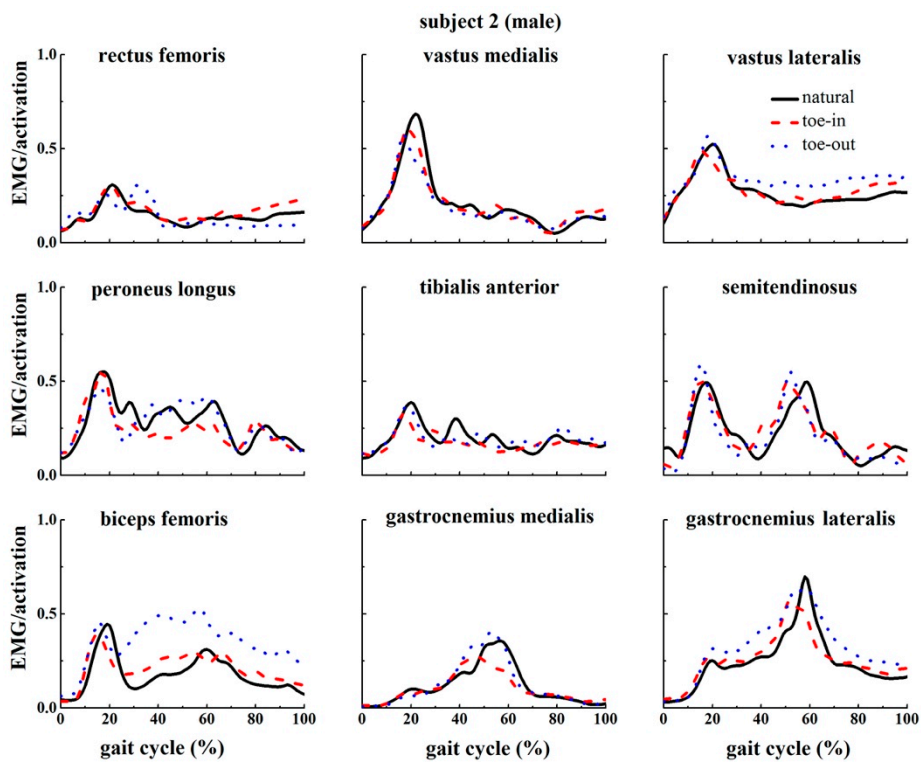 subject 2 (male)
rectus femoris
vastus medialis
vastus lateralis
natural
toe-in
toe-out
EMG/activation
1.0
0.5
0.0
peroneus longus
tibialis anterior
semitendinosus
EMG/activation
1.0
0.5
0.0
biceps femoris
gastrocnemius medialis
gastrocnemius lateralis
EMG/activation
1.0
0.5
0.0
0 20 40 60 80 100 0 20 40 60 80 100 0 20 40 60 80 100
gait cycle (%) gait cycle (%) gait cycle (%)